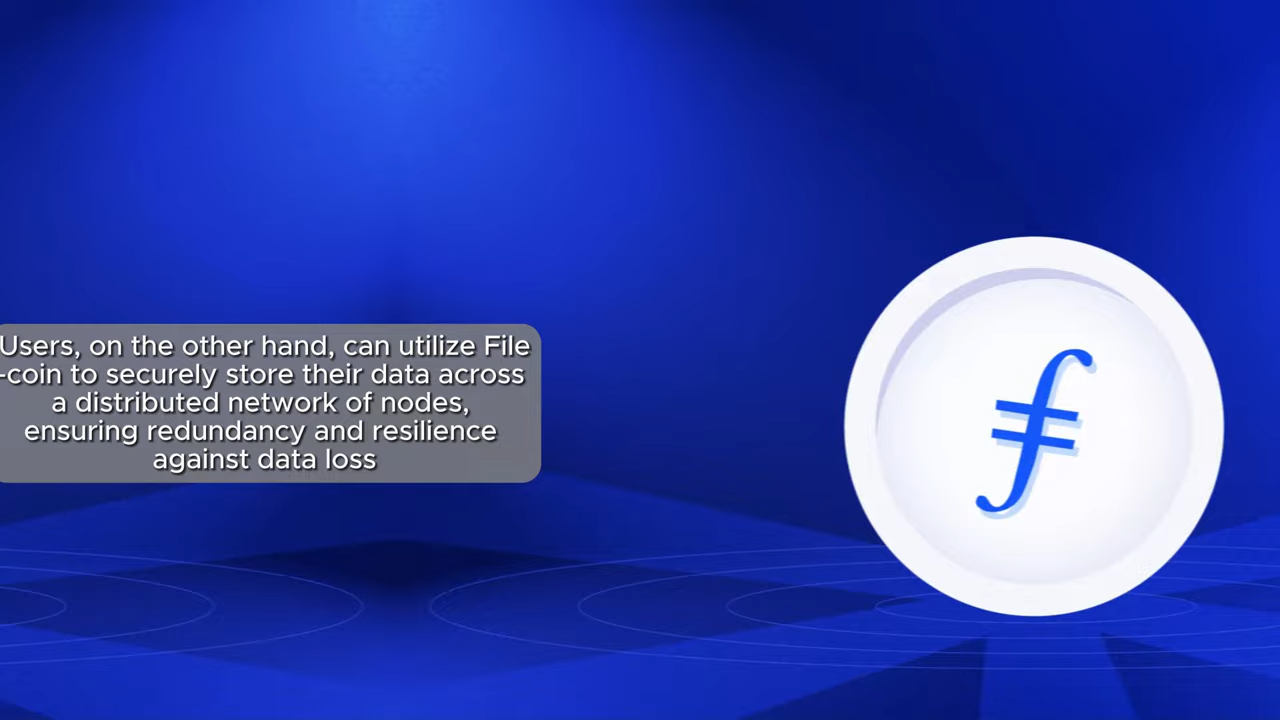 Users, on the other hand, can utilize File
-coin to securely store their data across
a distributed network of nodes,
ensuring redundancy and resilience
against data loss